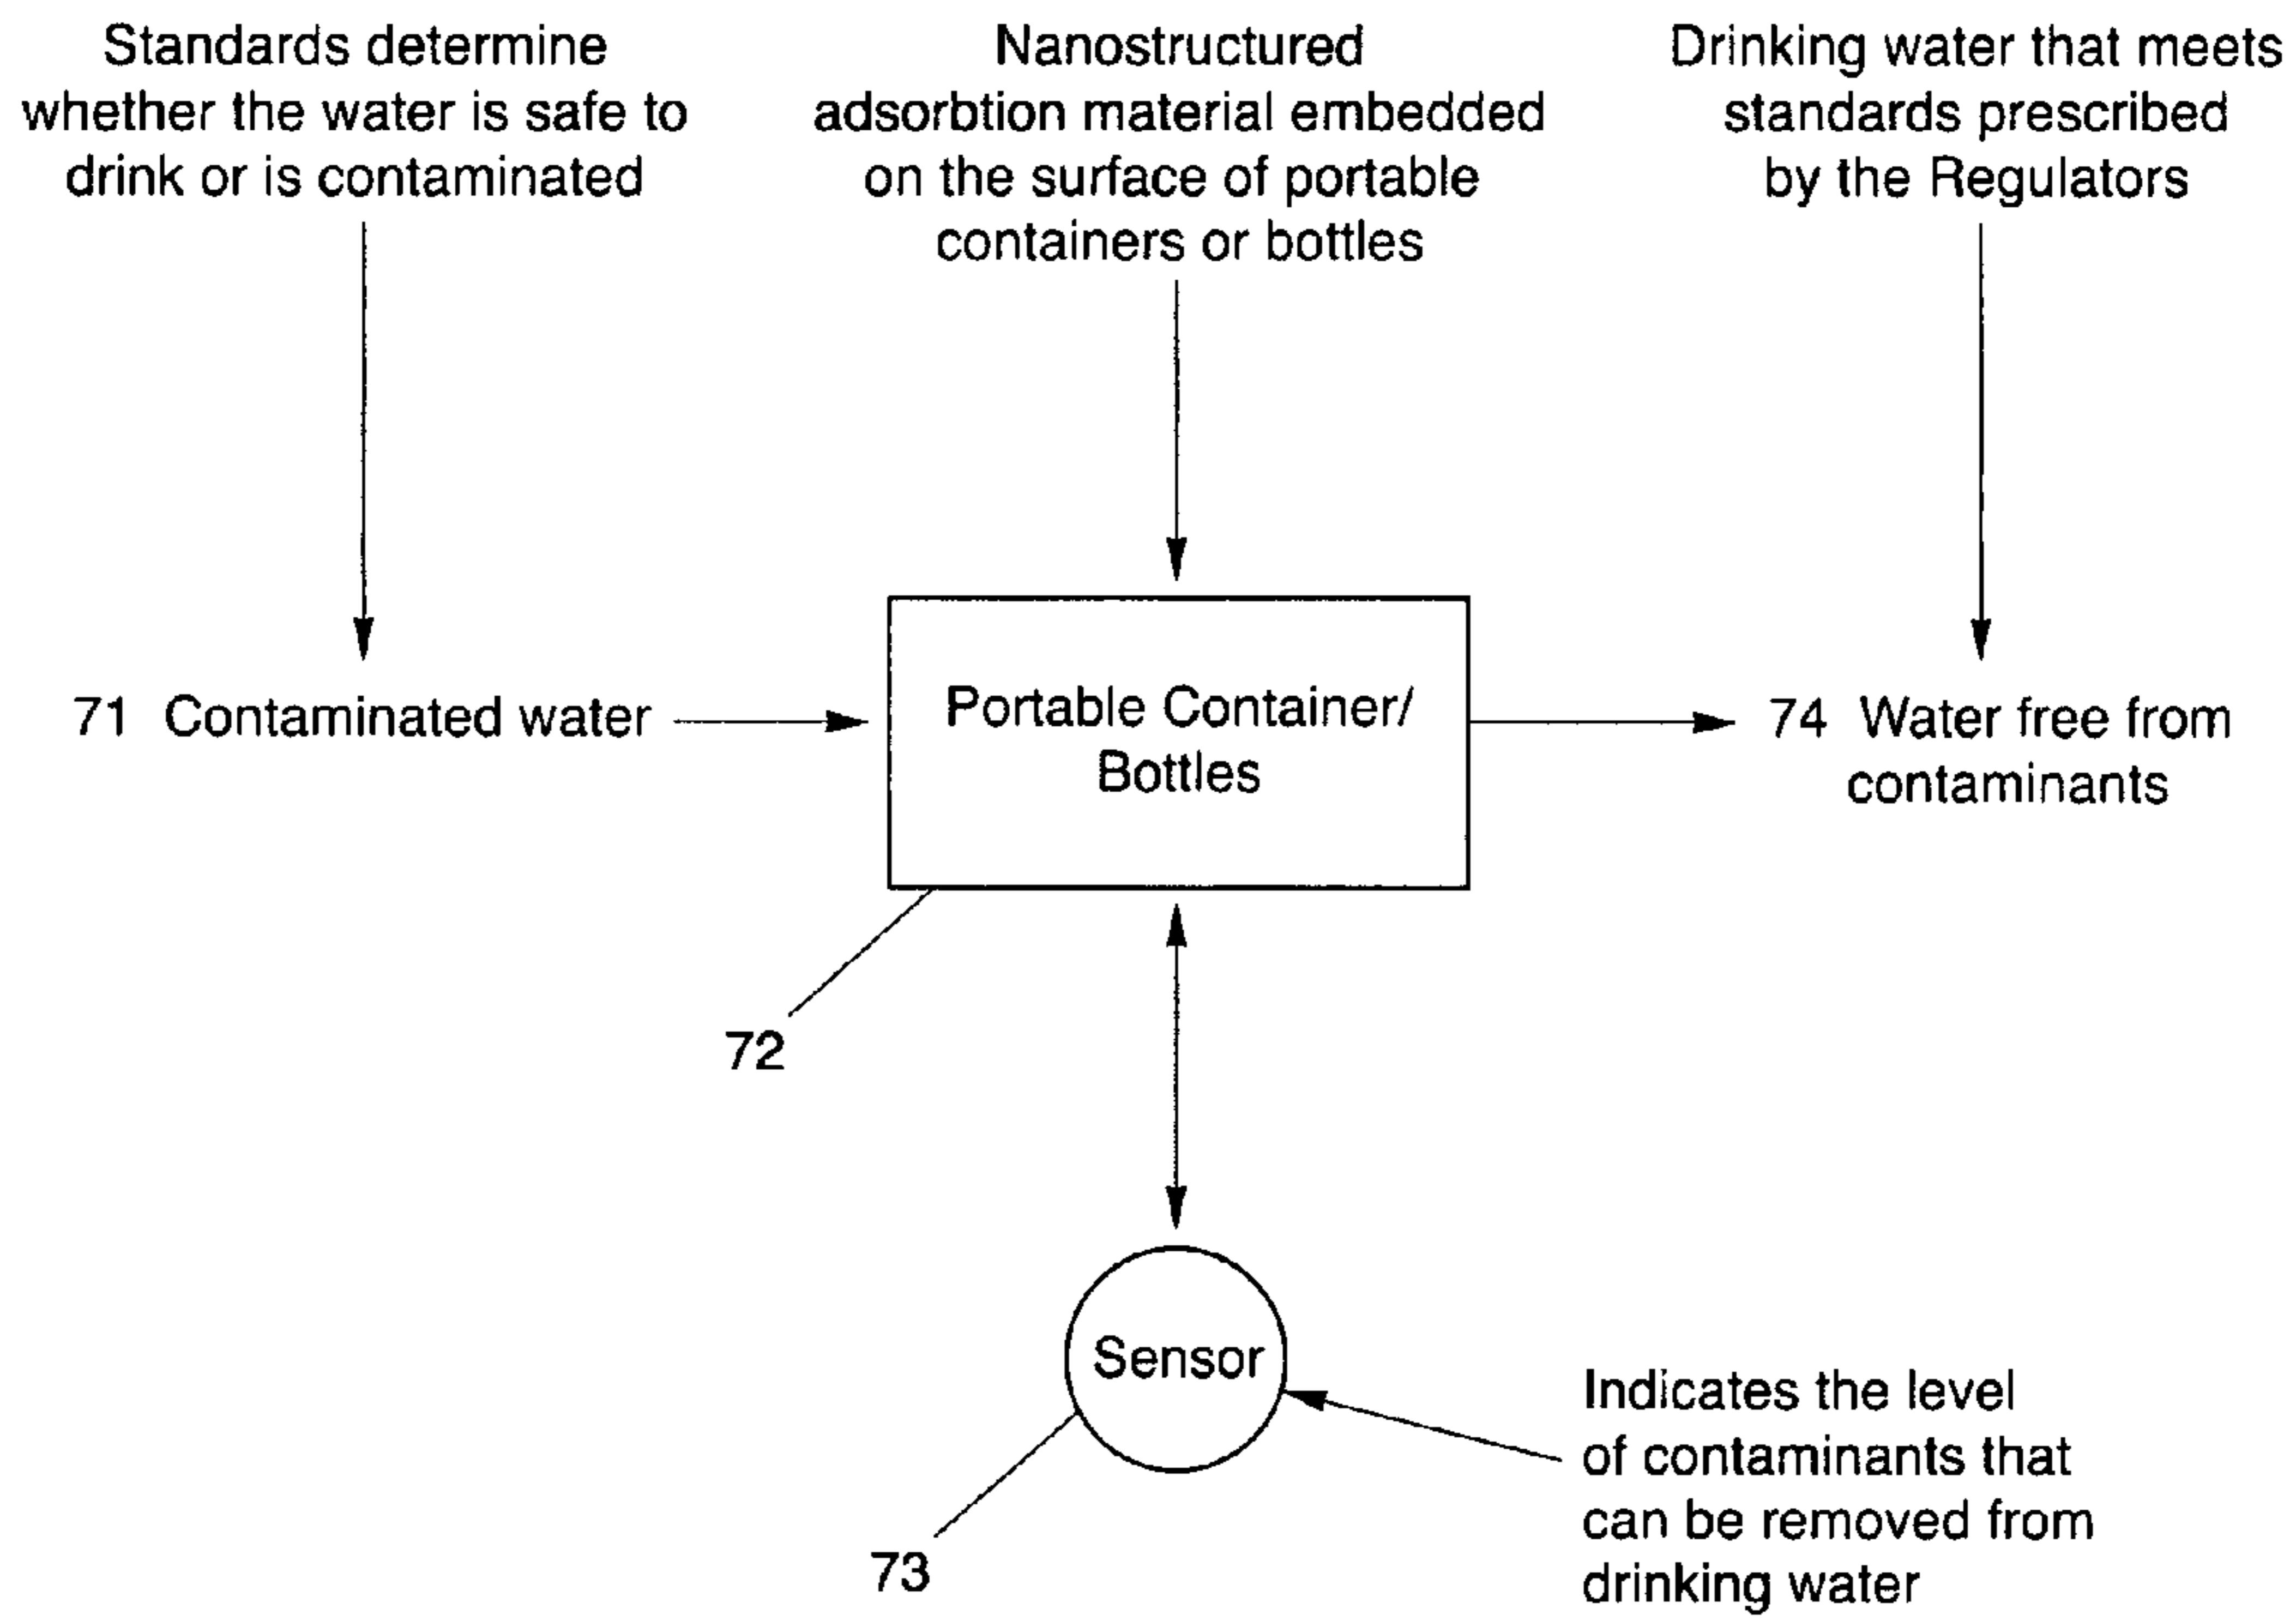 Standards determine
whether the water is safe to
drink or is contaminated
Nanostructured
adsorbtion material embedded
on the surface of portable
containers or bottles
Drinking water that meets
standards prescribed
by the Regulators
71 Contaminated water
Portable Container/
Bottles
74 Water free from
contaminants
72
Sensor
73
Indicates the level
of contaminants that
can be removed from
drinking water